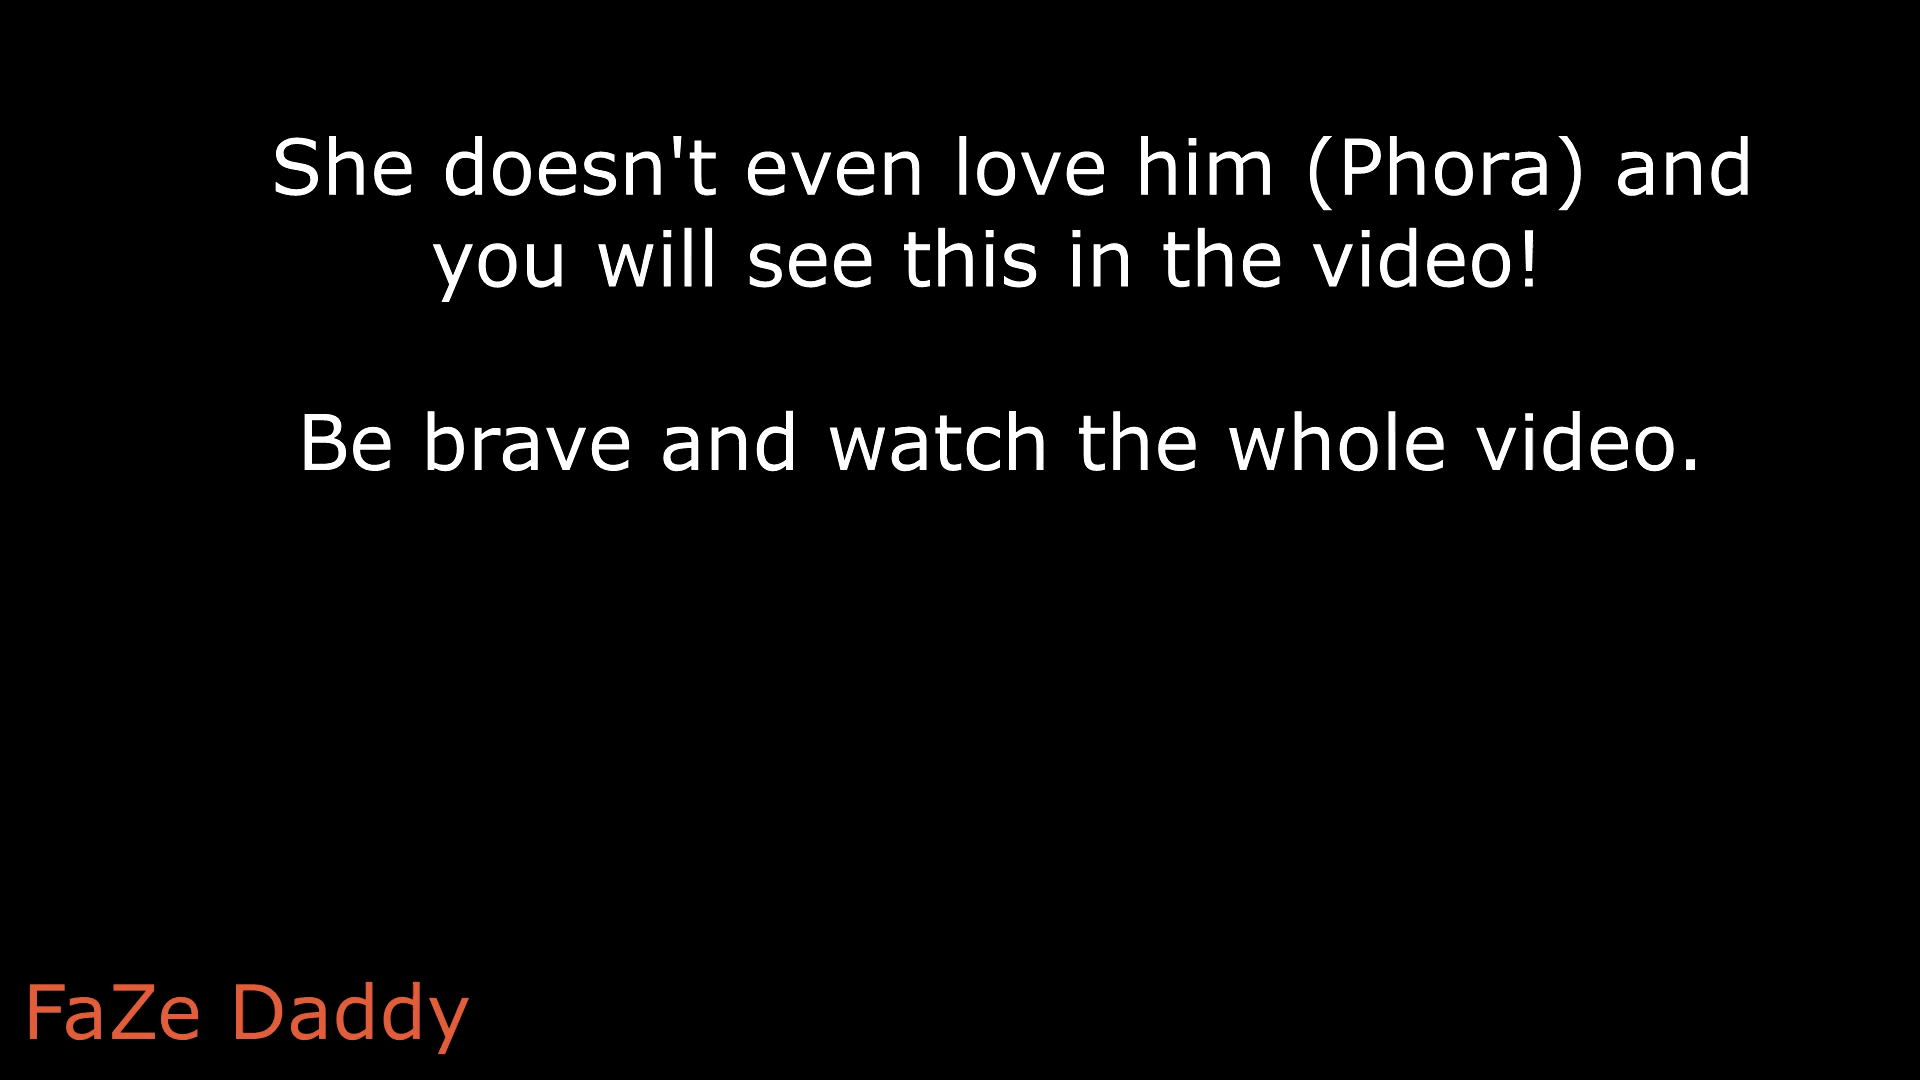 She doesn't even love him (Phora) and
you will see this in the video!
Be brave and watch the whole video.
FaZe Daddy